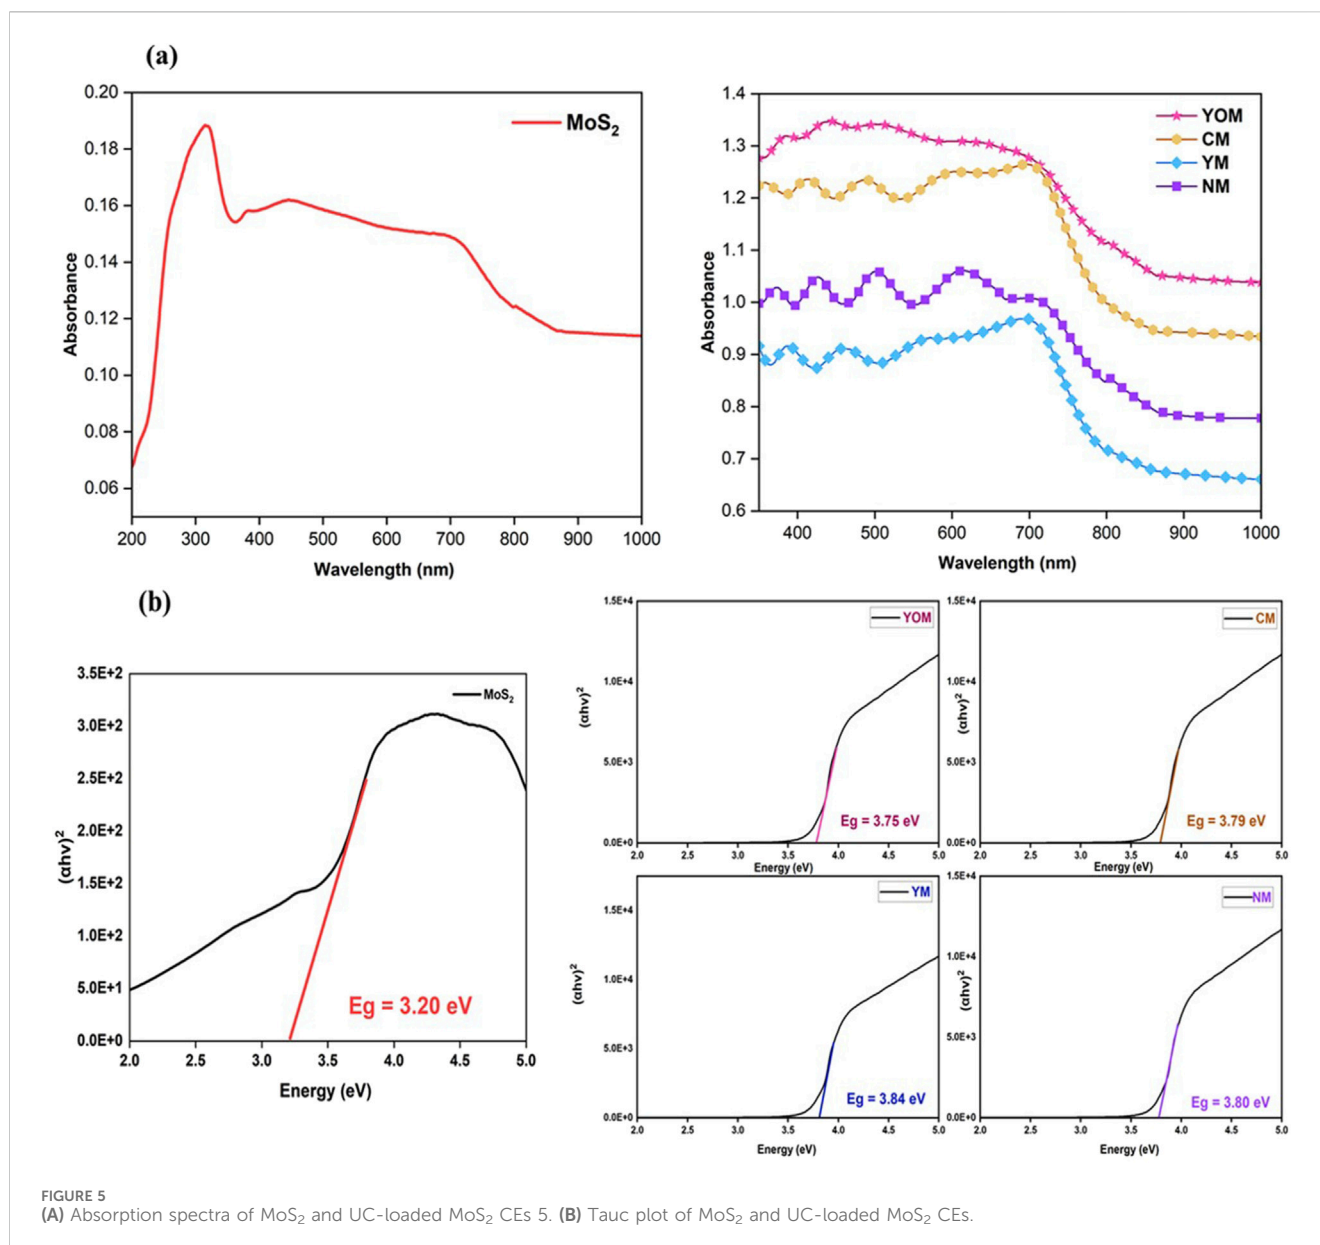 (a)
MoS₂
0.20
0.18
0.16
0.14
0.12
0.10
0.08
0.06
Absorbance
200 300 400 500 600 700 800 900 1000
Wavelength (nm)
YOM
CM
YM
NM
1.4
1.3
1.2
1.1
1.0
0.9
0.8
0.7
0.6
Absorbance
400 500 600 700 800 900 1000
Wavelength (nm)
(b)
MoS₂
3.5E+2
3.0E+2
2.5E+2
2.0E+2
1.5E+2
1.0E+2
5.0E+1
0.0E+0
(αhv)²
Eg = 3.20 eV
2.0 2.5 3.0 3.5 4.0 4.5 5.0
Energy (eV)
YOM
1.5E+4
1.0E+4
5.0E+3
0.0E+0
(αhv)²
Eg = 3.75 eV
2.0 2.5 3.0 3.5 4.0 4.5 5.0
Energy (eV)
CM
1.5E+4
1.0E+4
5.0E+3
0.0E+0
(αhv)²
Eg = 3.79 eV
2.0 2.5 3.0 3.5 4.0 4.5 5.0
Energy (eV)
YM
1.5E+4
1.0E+4
5.0E+3
0.0E+0
(αhv)²
Eg = 3.84 eV
2.0 2.5 3.0 3.5 4.0 4.5 5.0
Energy (eV)
NM
1.5E+4
1.0E+4
5.0E+3
0.0E+0
(αhv)²
Eg = 3.80 eV
2.0 2.5 3.0 3.5 4.0 4.5 5.0
Energy (eV)
FIGURE 5
(A) Absorption spectra of MoS₂ and UC-loaded MoS₂ CEs 5. (B) Tauc plot of MoS₂ and UC-loaded MoS₂ CEs.